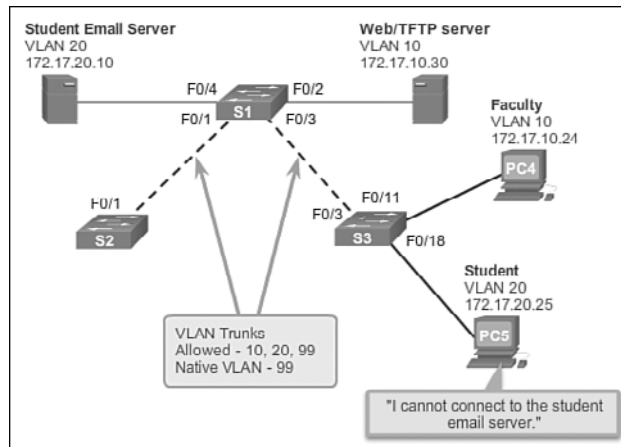 Student Email Server
VLAN 20
172.17.20.10
Web/TFTP server
VLAN 10
172.17.10.30
F0/4
F0/2
S1
F0/1
F0/3
Faculty
VLAN 10
172.17.10.24
PC4
F0/1
S2
F0/11
F0/3
S3
F0/18
Student
VLAN 20
172.17.20.25
PC5
VLAN Trunks
Allowed - 10, 20, 99
Native VLAN - 99
"I cannot connect to the student
email server."